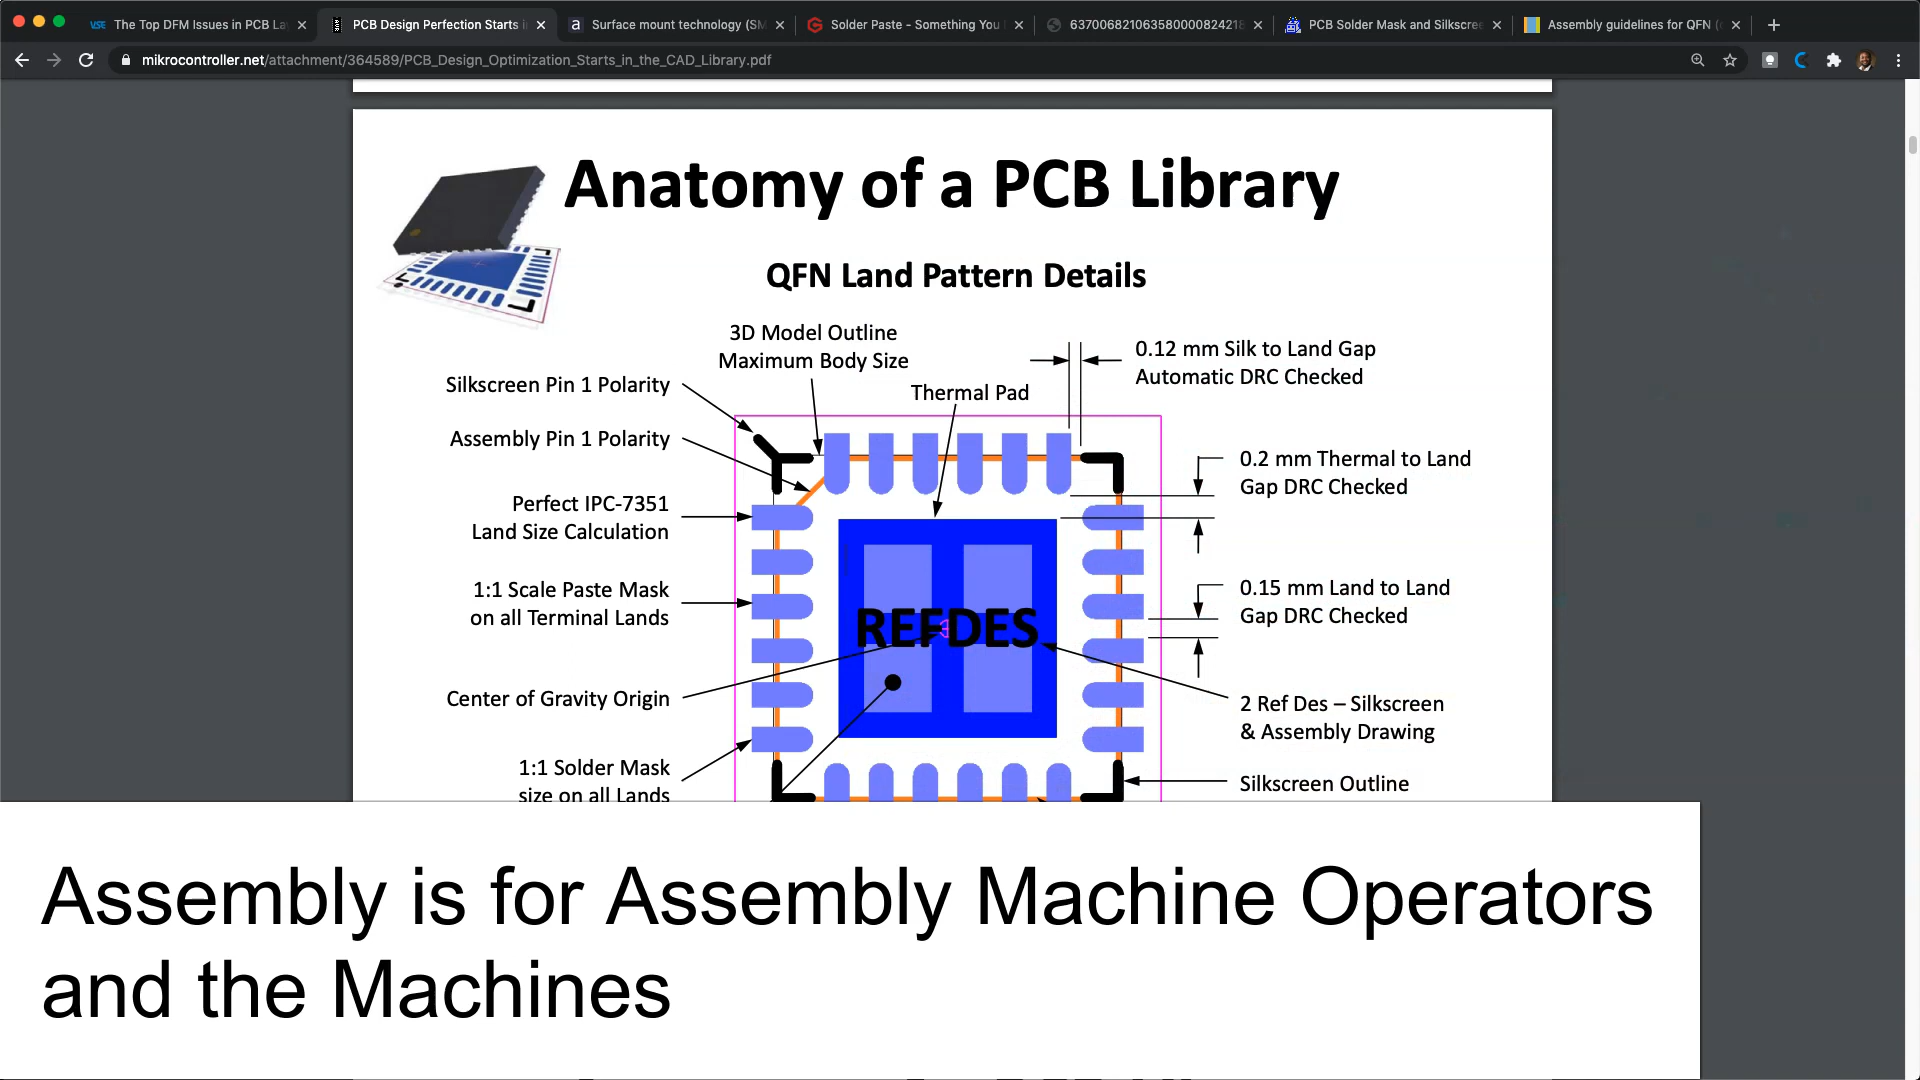 The Top DFM Issues in PCB La
PCB Design Perfection Starts i
Surface mount technology (SM
Solder Paste - Something You
637006821063580000824218
PCB Solder Mask and Silkscree
Assembly guidelines for QFN (
mikrocontroller.net/attachment/364589/PCB_Design_Optimization_Starts_in_the_CAD_Library.pdf
Anatomy of a PCB Library
QFN Land Pattern Details
3D Model Outline
Maximum Body Size
0.12 mm Silk to Land Gap
Automatic DRC Checked
Silkscreen Pin 1 Polarity
Thermal Pad
Assembly Pin 1 Polarity
0.2 mm Thermal to Land
Gap DRC Checked
Perfect IPC-7351
Land Size Calculation
1:1 Scale Paste Mask
on all Terminal Lands
0.15 mm Land to Land
Gap DRC Checked
REFDES
Center of Gravity Origin
2 Ref Des – Silkscreen
& Assembly Drawing
1:1 Solder Mask
size on all Lands
Silkscreen Outline
Assembly is for Assembly Machine Operators
and the Machines